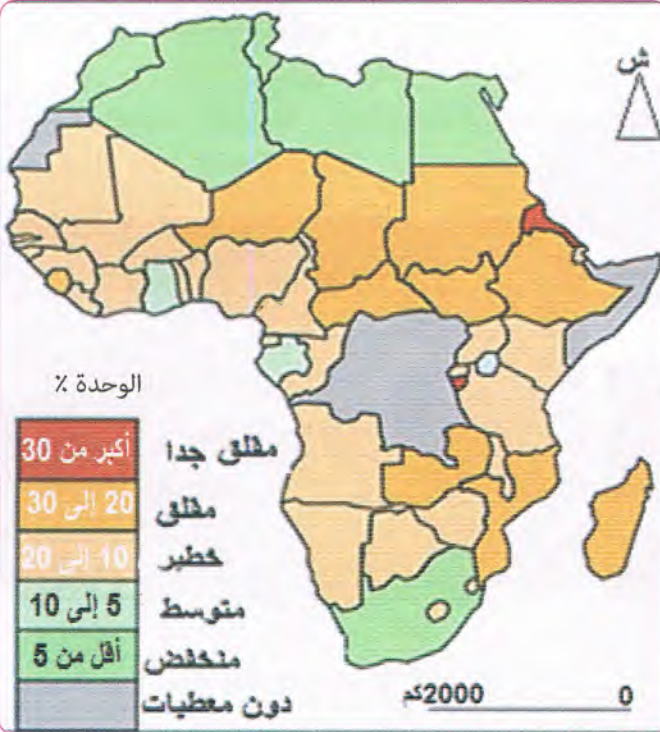 ش
الوحدة ٪
أكبر من 30 مقلق جدا
20 إلى 30 مقلق
10 إلى 20 خطير
5 إلى 10 متوسط
أقل من 5 منخفض
دون معطيات
0 2000كم